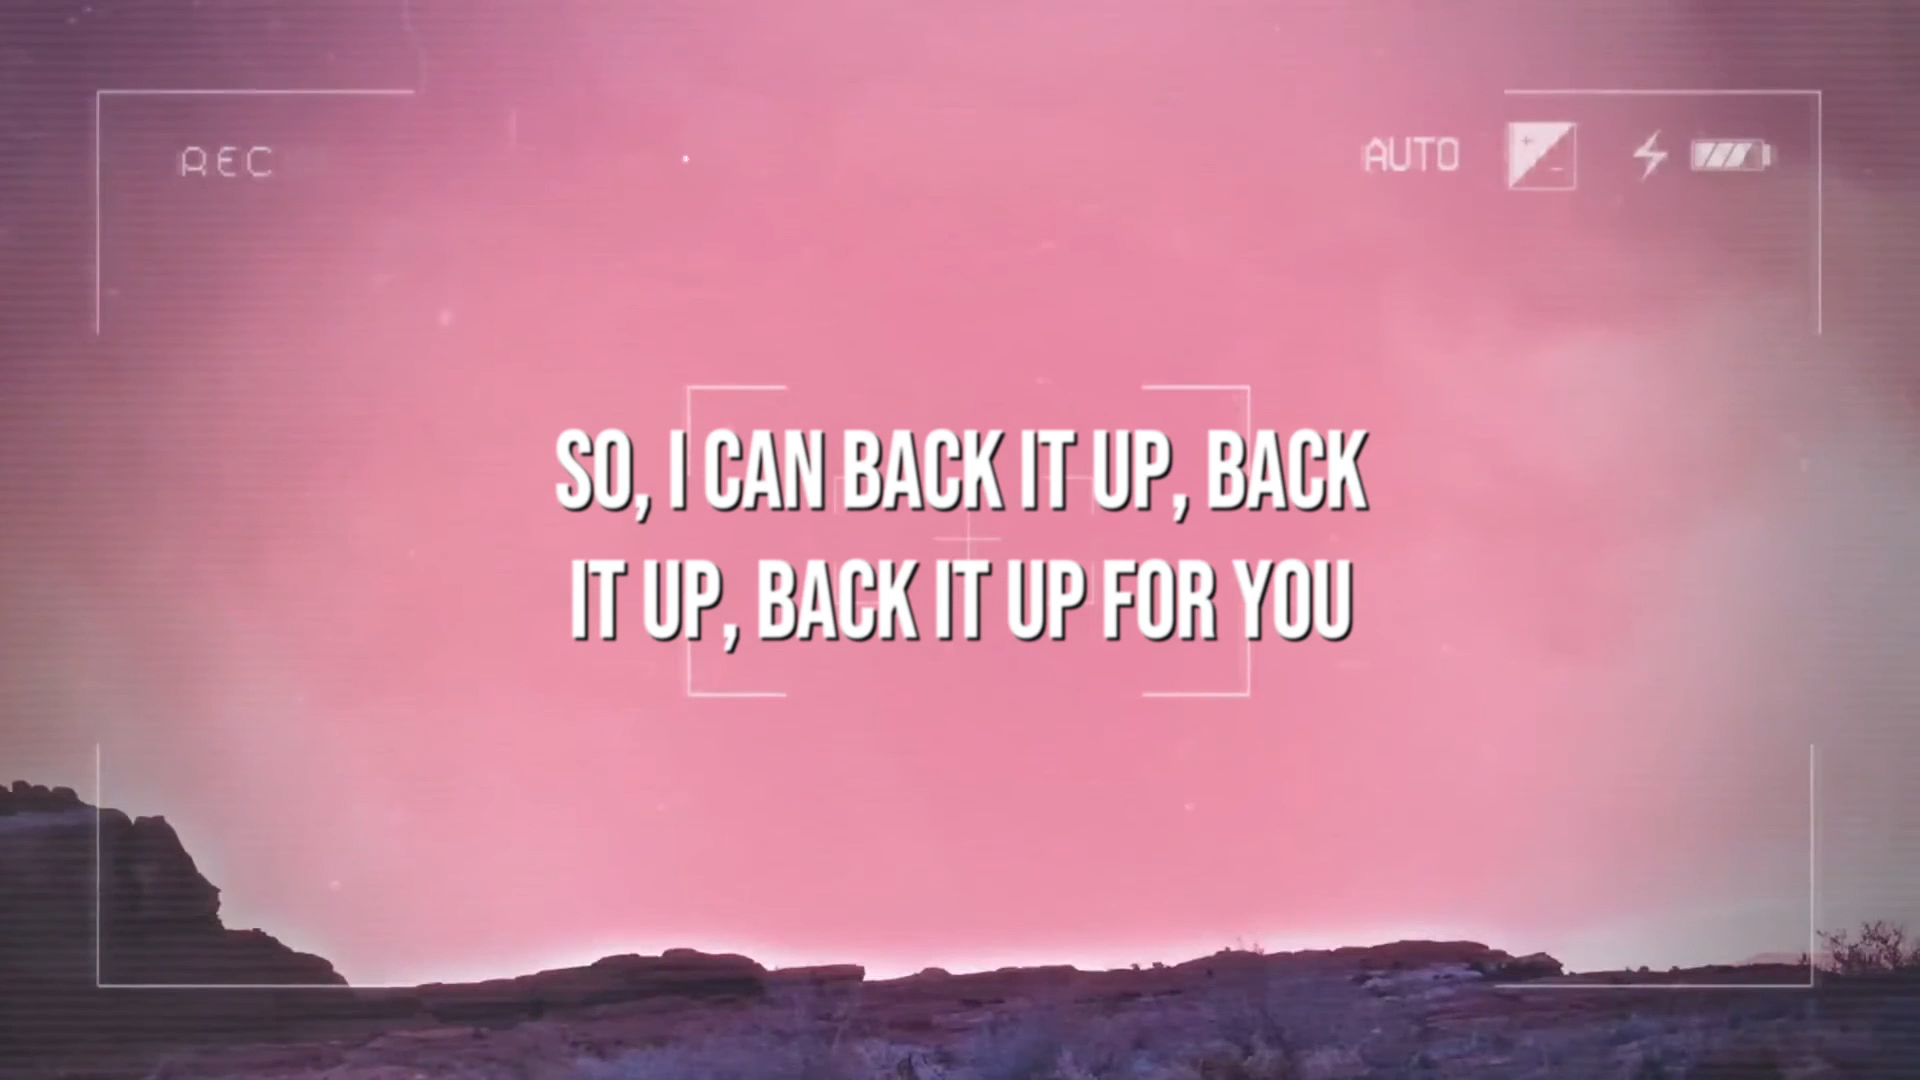 REC
AUTO
SO, I CAN BACK IT UP, BACK
IT UP, BACK IT UP FOR YOU